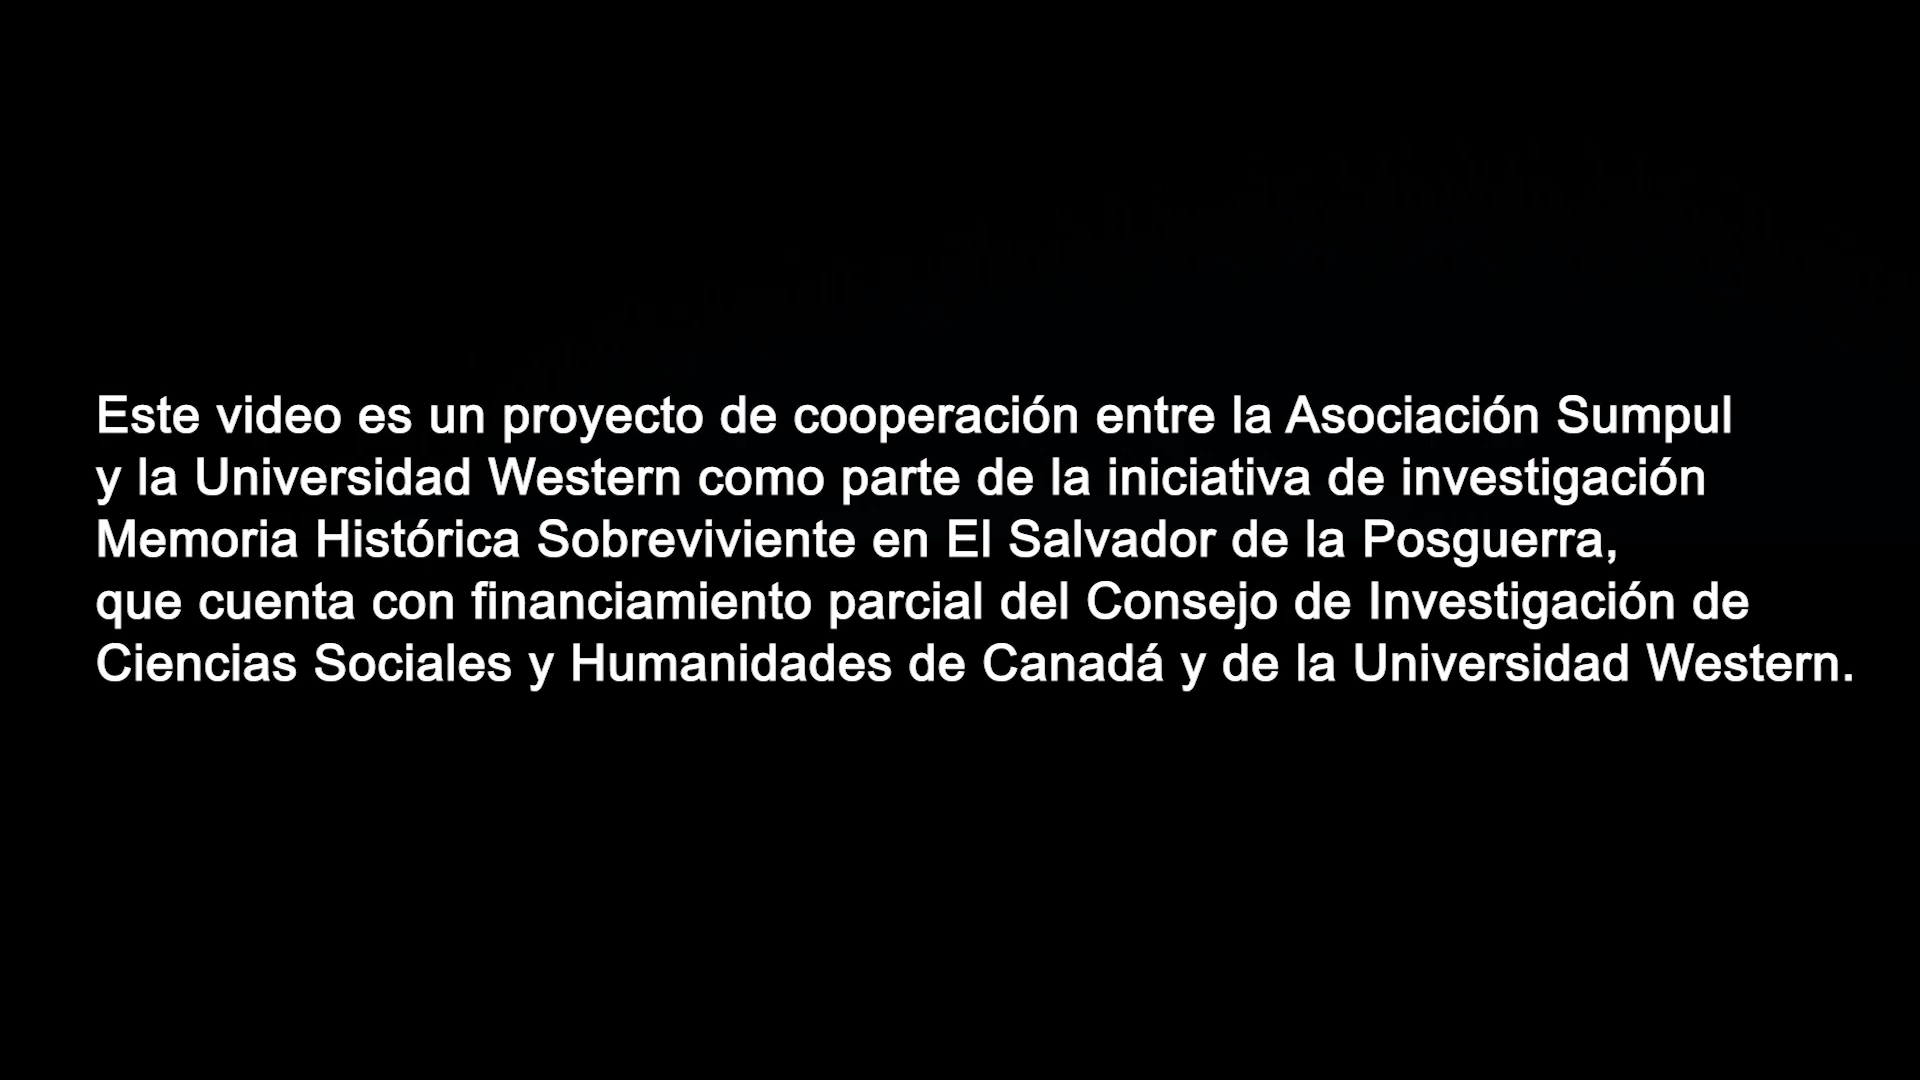 Este video es un proyecto de cooperación entre la Asociación Sumpul
y la Universidad Western como parte de la iniciativa de investigación
Memoria Histórica Sobreviviente en El Salvador de la Posguerra,
que cuenta con financiamiento parcial del Consejo de Investigación de
Ciencias Sociales y Humanidades de Canadá y de la Universidad Western.